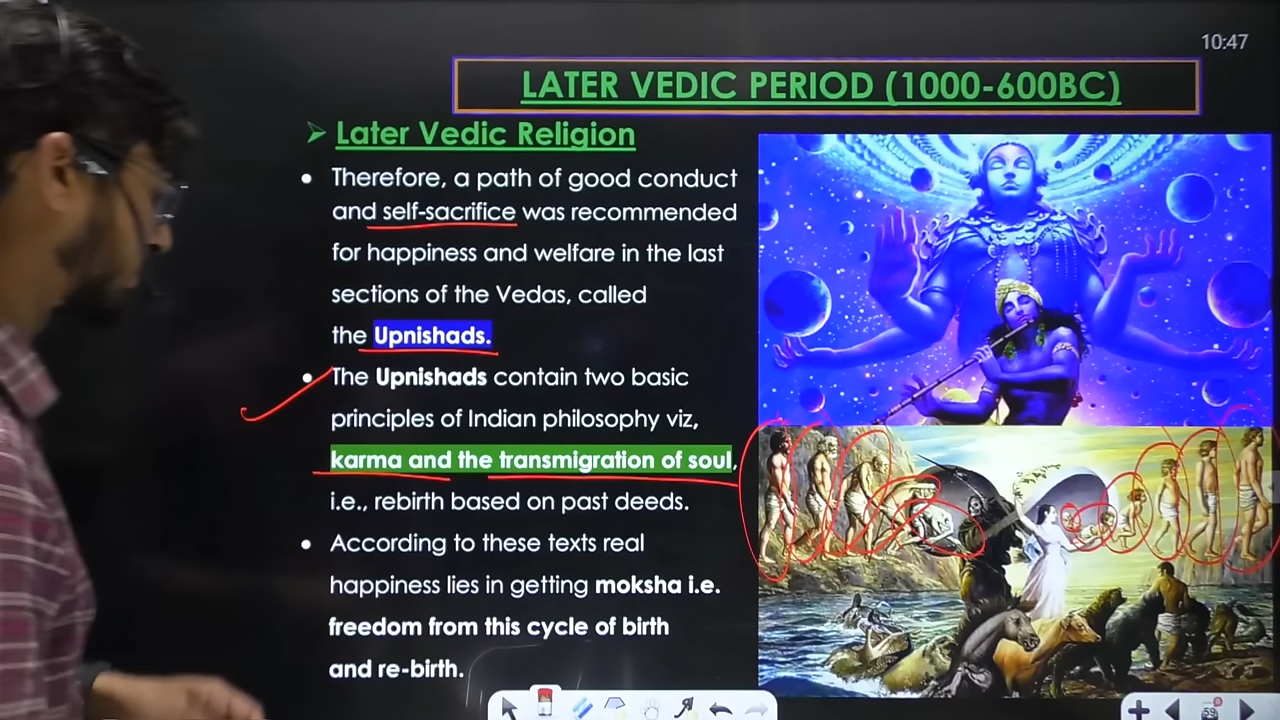 10:47
LATER VEDIC PERIOD (1000-600BC)
Later Vedic Religion
Therefore, a path of good conduct
and self-sacrifice was recommended
for happiness and welfare in the last
sections of the Vedas, called
the Upnishads.
The Upnishads contain two basic
principles of Indian philosophy viz,
karma and the transmigration of soul,
i.e., rebirth based on past deeds.
According to these texts real
happiness lies in getting moksha i.e.
freedom from this cycle of birth
and re-birth.
59